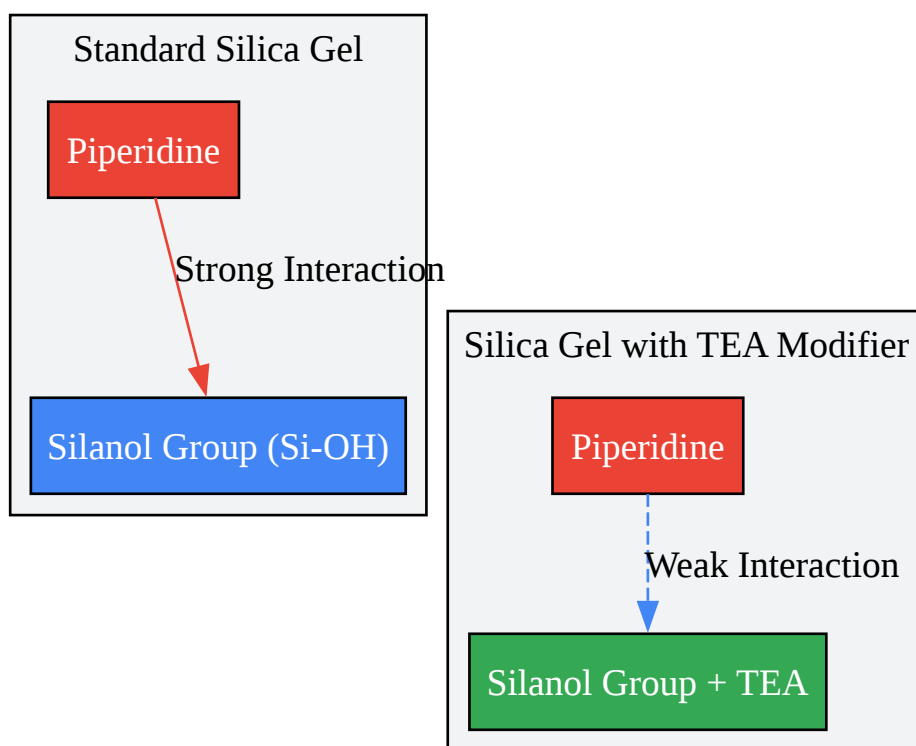 Standard Silica Gel
Piperidine
Strong Interaction
Silanol Group (Si-OH)
Silica Gel with TEA Modifier
Piperidine
Weak Interaction
Silanol Group + TEA